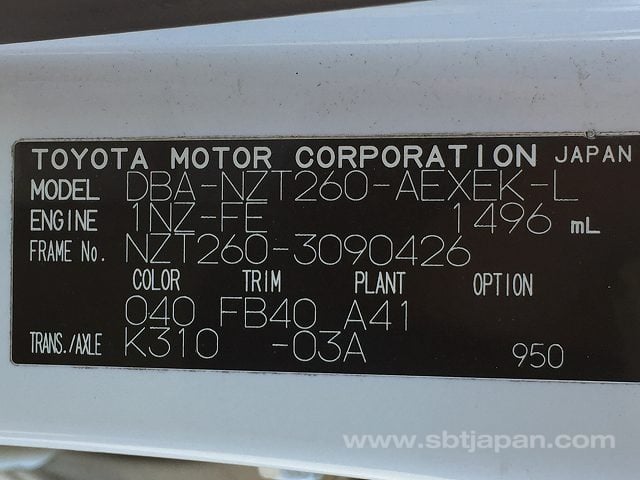 TOYOTA MOTOR CORPORATION JAPAN
MODEL DBA-NZT260-AEXEK-L
ENGINE 1NZ-FE 1496 mL
FRAME No. NZT260-3090426
COLOR TRIM PLANT OPTION
040 FB40 A41
TRANS./AXLE K310 -03A 950
www.sbtjapan.com